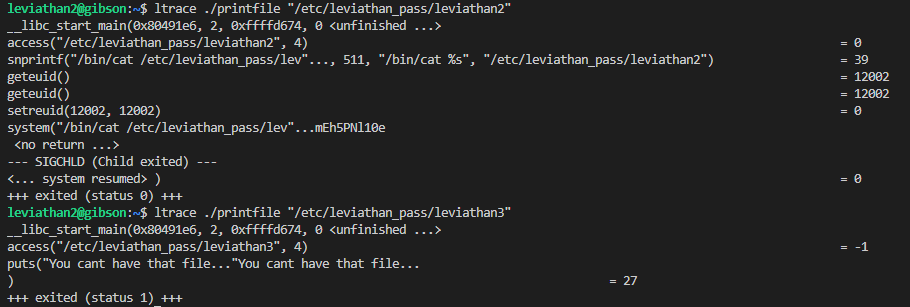 leviathan2@gibson:~$ ltrace ./printfile "/etc/leviathan_pass/leviathan2"
__libc_start_main(0x80491e6, 2, 0xffffd674, 0 <unfinished ...>
access("/etc/leviathan_pass/leviathan2", 4) = 0
snprintf("/bin/cat /etc/leviathan_pass/lev"..., 511, "/bin/cat %s", "/etc/leviathan_pass/leviathan2") = 39
geteuid() = 12002
geteuid() = 12002
setreuid(12002, 12002) = 0
system("/bin/cat /etc/leviathan_pass/lev"...mEh5PNl10e
<no return ...>
--- SIGCHLD (Child exited) ---
<... system resumed> ) = 0
+++ exited (status 0) +++
leviathan2@gibson:~$ ltrace ./printfile "/etc/leviathan_pass/leviathan3"
__libc_start_main(0x80491e6, 2, 0xffffd674, 0 <unfinished ...>
access("/etc/leviathan_pass/leviathan3", 4) = -1
puts("You cant have that file..."You cant have that file...
) = 27
+++ exited (status 1) +++